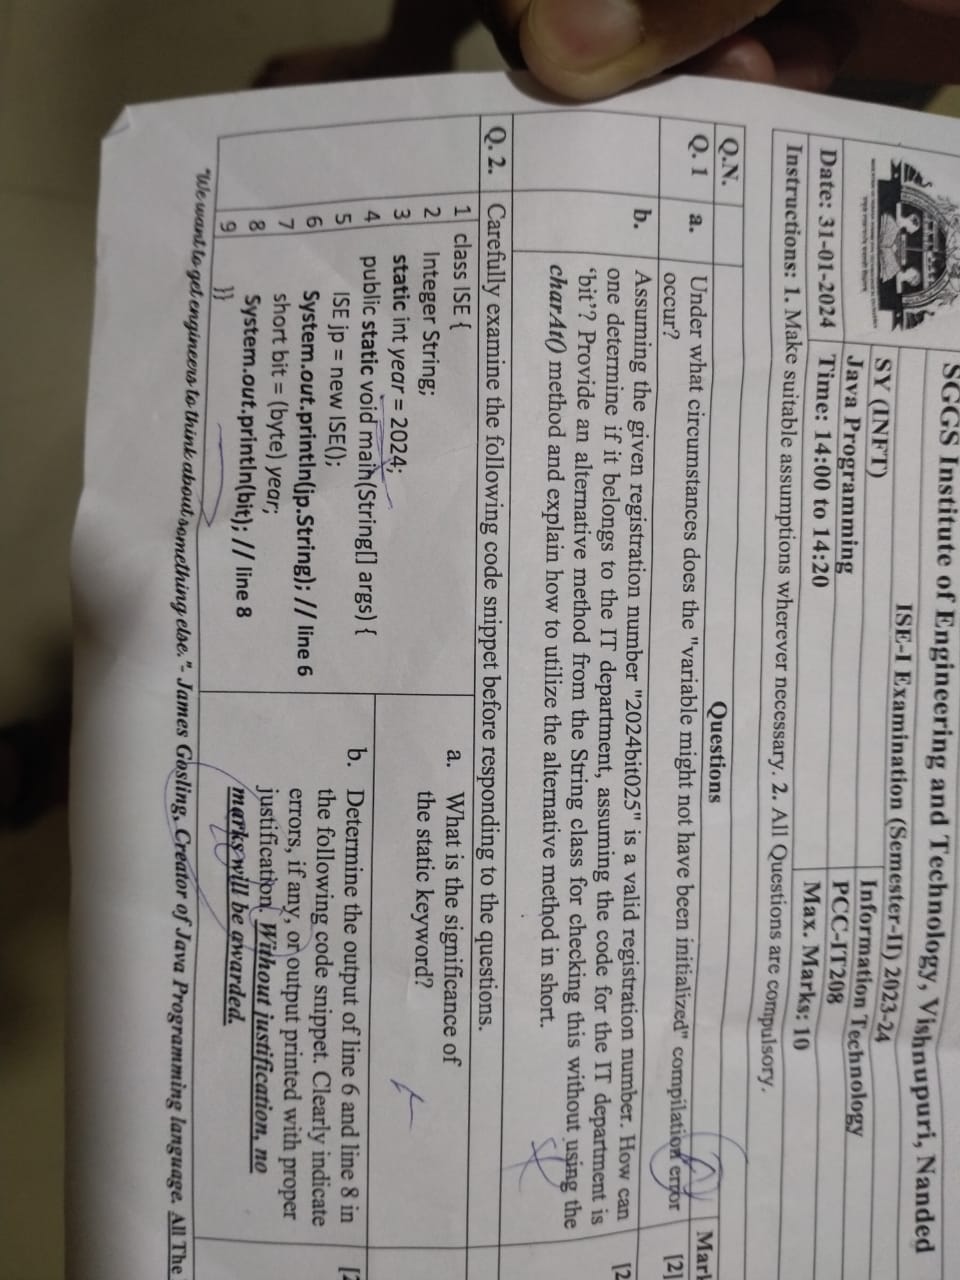 SGGS Institute of Engineering and Technology, Vishnupuri, Nanded
ISE-I Examination (Semester-II) 2023-24
SY (INFT) Information Technology
Java Programming PCC-IT208
Date: 31-01-2024 Time: 14:00 to 14:20 Max. Marks: 10
Instructions: 1. Make suitable assumptions wherever necessary. 2. All Questions are compulsory.
Q.N. Questions Mark
Q. 1 a. Under what circumstances does the "variable might not have been initialized" compilation error [2]
occur?
b. Assuming the given registration number "2024bit025" is a valid registration number. How can [2
one determine if it belongs to the IT department, assuming the code for the IT department is
‘bit’? Provide an alternative method from the String class for checking this without using the
charAt() method and explain how to utilize the alternative method in short.
Q. 2. Carefully examine the following code snippet before responding to the questions.
1 class ISE {
2 Integer String;
3 static int year = 2024;
4 public static void main(String[] args) {
5 ISE jp = new ISE();
6 System.out.println(jp.String); // line 6
7 short bit = (byte) year;
8 System.out.println(bit); // line 8
9 }}
a. What is the significance of
the static keyword?
b. Determine the output of line 6 and line 8 in [2
the following code snippet. Clearly indicate
errors, if any, or output printed with proper
justification. Without justification, no
marks will be awarded.
"We want to get engineers to think about something else." - James Gosling, Creator of Java Programming language. All The